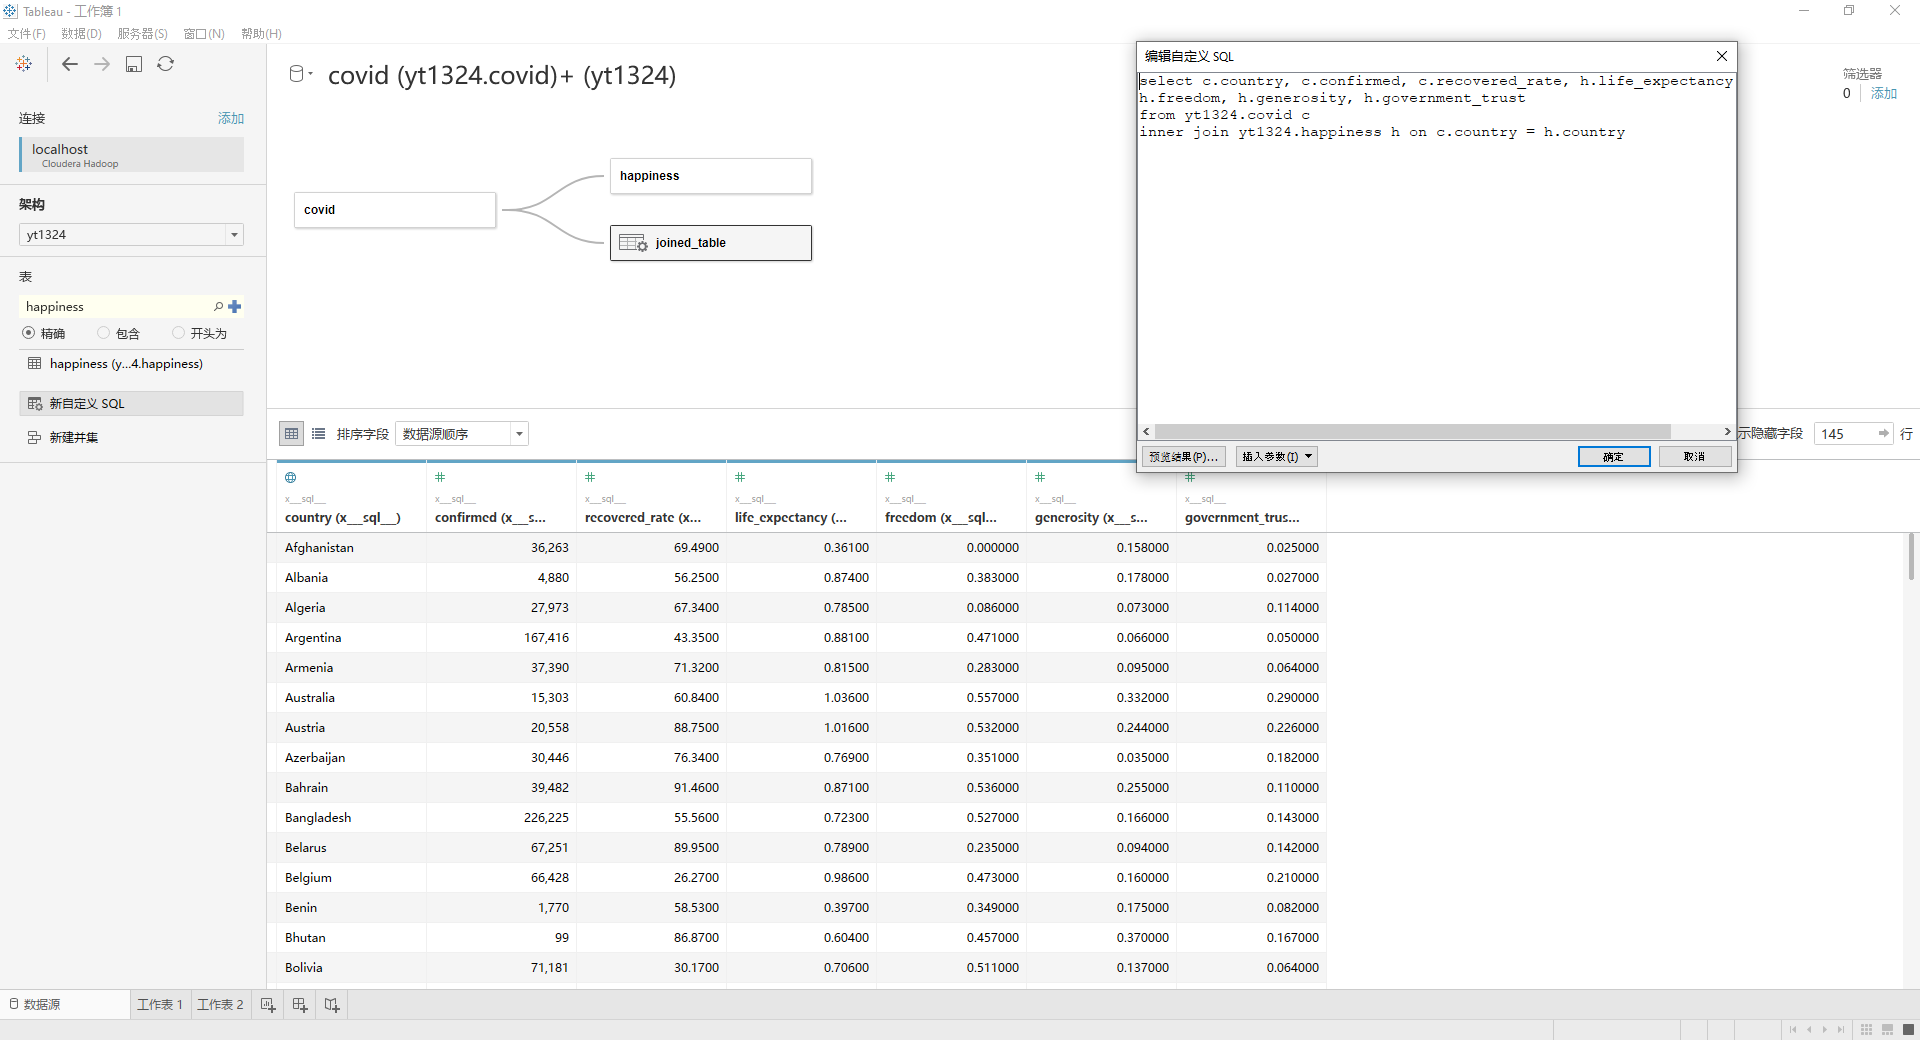 Tableau - 工作簿 1
文件(F) 数据(D) 服务器(S) 窗口(N) 帮助(H)
连接 添加
localhost
Cloudera Hadoop
架构
yt1324
表
happiness
精确 包含 开头为
happiness (y...4.happiness)
新自定义 SQL
新建并集
covid (yt1324.covid)+ (yt1324)
筛选器
0 添加
covid
happiness
joined_table
编辑自定义 SQL
select c.country, c.confirmed, c.recovered_rate, h.life_expectancy
h.freedom, h.generosity, h.government_trust
from yt1324.covid c
inner join yt1324.happiness h on c.country = h.country
预览结果(P)... 插入参数(I) 确定 取消
排序字段 数据源顺序 示隐藏字段 145 行
x__sql__ x__sql__ x__sql__ x__sql__ x__sql__ x__sql__ x__sql__
country (x__sql__) confirmed (x__s... recovered_rate (x... life_expectancy (... freedom (x__sql... generosity (x__s... government_trus...
Afghanistan 36,263 69.4900 0.36100 0.000000 0.158000 0.025000
Albania 4,880 56.2500 0.87400 0.383000 0.178000 0.027000
Algeria 27,973 67.3400 0.78500 0.086000 0.073000 0.114000
Argentina 167,416 43.3500 0.88100 0.471000 0.066000 0.050000
Armenia 37,390 71.3200 0.81500 0.283000 0.095000 0.064000
Australia 15,303 60.8400 1.03600 0.557000 0.332000 0.290000
Austria 20,558 88.7500 1.01600 0.532000 0.244000 0.226000
Azerbaijan 30,446 76.3400 0.76900 0.351000 0.035000 0.182000
Bahrain 39,482 91.4600 0.87100 0.536000 0.255000 0.110000
Bangladesh 226,225 55.5600 0.72300 0.527000 0.166000 0.143000
Belarus 67,251 89.9500 0.78900 0.235000 0.094000 0.142000
Belgium 66,428 26.2700 0.98600 0.473000 0.160000 0.210000
Benin 1,770 58.5300 0.39700 0.349000 0.175000 0.082000
Bhutan 99 86.8700 0.60400 0.457000 0.370000 0.167000
Bolivia 71,181 30.1700 0.70600 0.511000 0.137000 0.064000
数据源 工作表 1 工作表 2